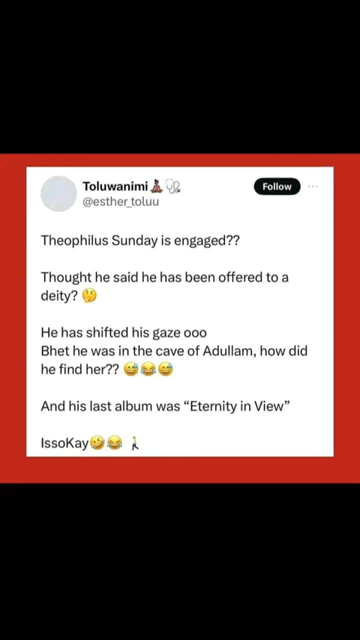 Toluwanimi🧘🏾‍♀️🩺
Follow
...
@esther_toluu
Theophilus Sunday is engaged??
Thought he said he has been offered to a
deity? 🤔
He has shifted his gaze ooo
Bhet he was in the cave of Adullam, how did
he find her?? 😅😂😅
And his last album was “Eternity in View”
IssoKay🤣😂 🚶